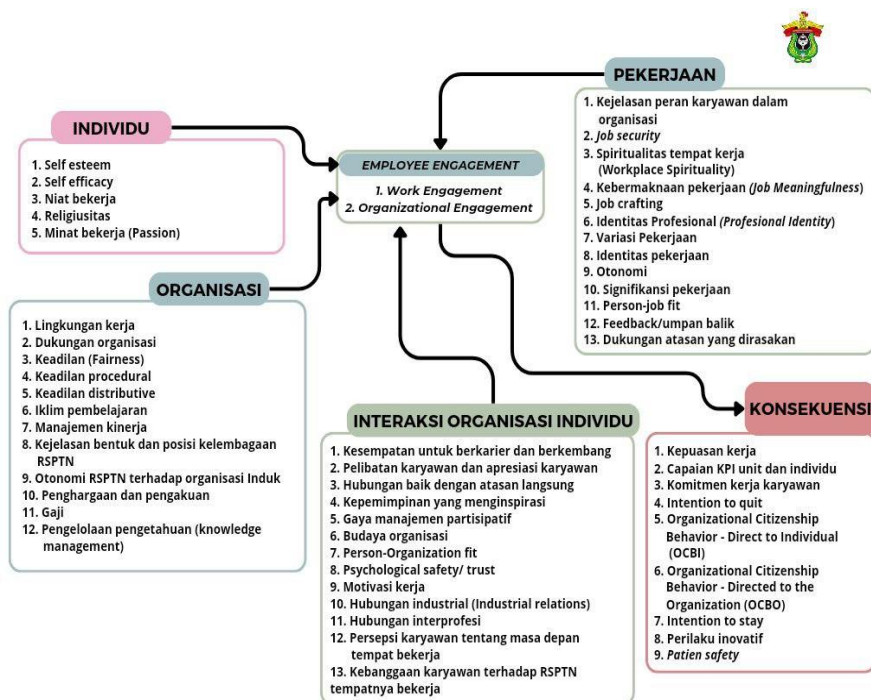 INDIVIDU
1. Self esteem
2. Self efficacy
3. Niat bekerja
4. Religiusitas
5. Minat bekerja (Passion)
ORGANISASI
1. Lingkungan kerja
2. Dukungan organisasi
3. Keadilan (Fairness)
4. Keadilan procedural
5. Keadilan distributive
6. Iklim pembelajaran
7. Manajemen kinerja
8. Kejelasan bentuk dan posisi kelembagaan
RSPTN
9. Otonomi RSPTN terhadap organisasi Induk
10. Penghargaan dan pengakuan
11. Gaji
12. Pengelolaan pengetahuan (knowledge
management)
EMPLOYEE ENGAGEMENT
1. Work Engagement
2. Organizational Engagement
PEKERJAAN
1. Kejelasan peran karyawan dalam
organisasi
2. Job security
3. Spiritualitas tempat kerja
(Workplace Spirituality)
4. Kebermaknaan pekerjaan (Job Meaningfulness)
5. Job crafting
6. Identitas Profesional (Profesional Identity)
7. Variasi Pekerjaan
8. Identitas pekerjaan
9. Otonomi
10. Signifikansi pekerjaan
11. Person-job fit
12. Feedback/umpan balik
13. Dukungan atasan yang dirasakan
INTERAKSI ORGANISASI INDIVIDU
1. Kesempatan untuk berkarier dan berkembang
2. Pelibatan karyawan dan apresiasi karyawan
3. Hubungan baik dengan atasan langsung
4. Kepemimpinan yang menginspirasi
5. Gaya manajemen partisipatif
6. Budaya organisasi
7. Person-Organization fit
8. Psychological safety/ trust
9. Motivasi kerja
10. Hubungan industrial (Industrial relations)
11. Hubungan interprofesi
12. Persepsi karyawan tentang masa depan
tempat bekerja
13. Kebanggaan karyawan terhadap RSPTN
tempatnya bekerja
KONSEKUENSI
1. Kepuasan kerja
2. Capaian KPI unit dan individu
3. Komitmen kerja karyawan
4. Intention to quit
5. Organizational Citizenship
Behavior - Direct to Individual
(OCBI)
6. Organizational Citizenship
Behavior - Directed to the
Organization (OCBO)
7. Intention to stay
8. Perilaku inovatif
9. Patien safety